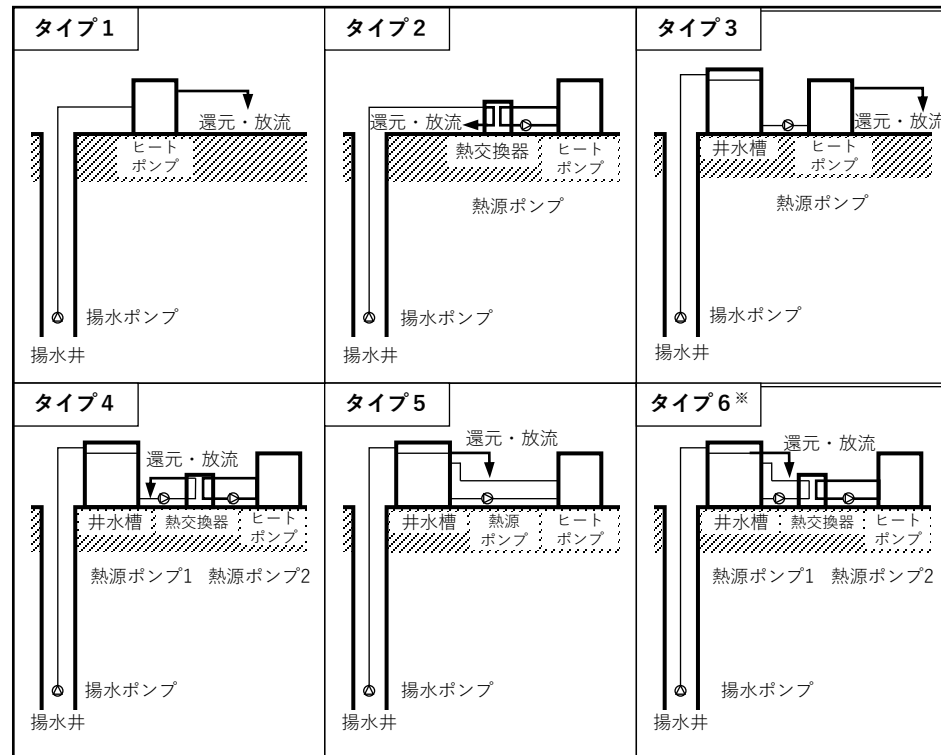 タイプ1
還元・放流
ヒート
ポンプ
揚水ポンプ
揚水井
タイプ2
還元・放流
熱交換器
ヒート
ポンプ
熱源ポンプ
揚水ポンプ
揚水井
タイプ3
還元・放流
井水槽
ヒート
ポンプ
熱源ポンプ
揚水ポンプ
揚水井
タイプ4
還元・放流
井水槽
熱交換器
ヒート
ポンプ
熱源ポンプ1 熱源ポンプ2
揚水ポンプ
揚水井
タイプ5
還元・放流
井水槽
熱源
ポンプ
ヒート
ポンプ
揚水ポンプ
揚水井
タイプ6※
還元・放流
井水槽
熱交換器
ヒート
ポンプ
熱源ポンプ1 熱源ポンプ2
揚水ポンプ
揚水井